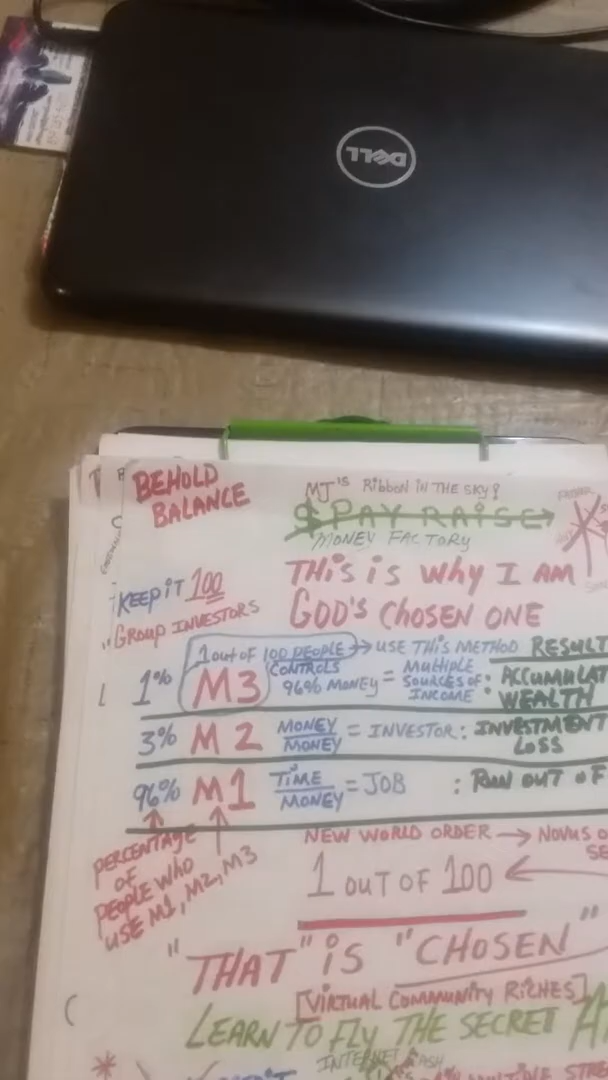 DELL
BEHOLD
BALANCE
MJ'S RIBBON IN THE SKY!
$ PAY RAISE
MONEY FACTORY
THIS IS WHY I AM
GOD'S CHOSEN ONE
KEEP IT 100
"GROUP INVESTORS
1 OUT OF 100 PEOPLE → USE THIS METHOD RESULT
1% M3 CONTROLS 96% MONEY = MULTIPLE SOURCES OF INCOME : ACCUMULAT
WEALTH
3% M2 MONEY/MONEY = INVESTOR : INVESTMENT
LOSS
96% M1 TIME/MONEY = JOB : RUN OUT OF
PERCENTAGE
OF
PEOPLE WHO
USE M1, M2, M3
NEW WORLD ORDER → NOVUS O
SE
1 OUT OF 100
"THAT" IS "CHOSEN"
[VIRTUAL COMMUNITY RICHES]
LEARN TO FLY THE SECRET
INTERNET